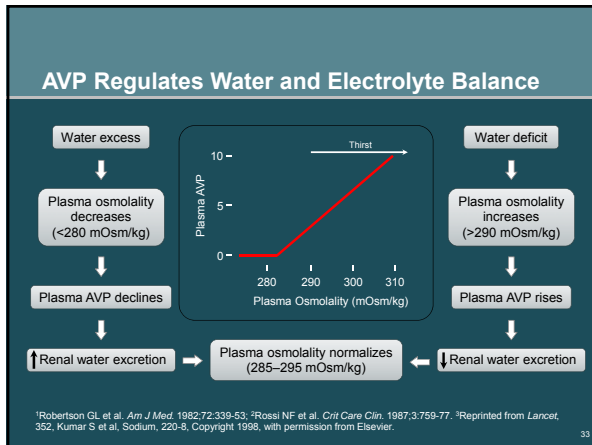 AVP Regulates Water and Electrolyte Balance
Water excess
Plasma osmolality
decreases
(<280 mOsm/kg)
Plasma AVP declines
Renal water excretion
Thirst
Plasma AVP
10
5
0
280 290 300 310
Plasma Osmolality (mOsm/kg)
Plasma osmolality normalizes
(285–295 mOsm/kg)
Water deficit
Plasma osmolality
increases
(>290 mOsm/kg)
Plasma AVP rises
Renal water excretion
¹Robertson GL et al. Am J Med. 1982;72:339-53; ²Rossi NF et al. Crit Care Clin. 1987;3:759-77. ³Reprinted from Lancet,
352, Kumar S et al, Sodium, 220-8, Copyright 1998, with permission from Elsevier.
33